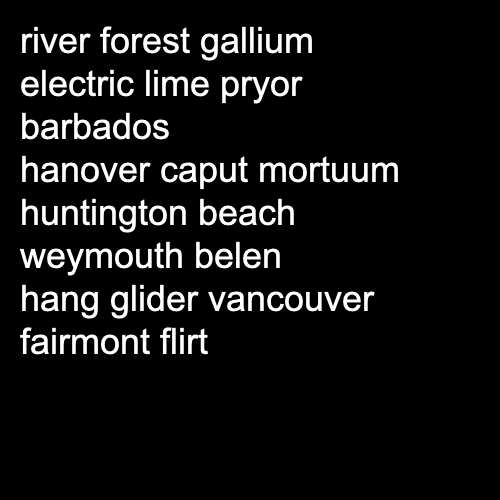 river forest gallium
electric lime pryor
barbados
hanover caput mortuum
huntington beach
weymouth belen
hang glider vancouver
fairmont flirt